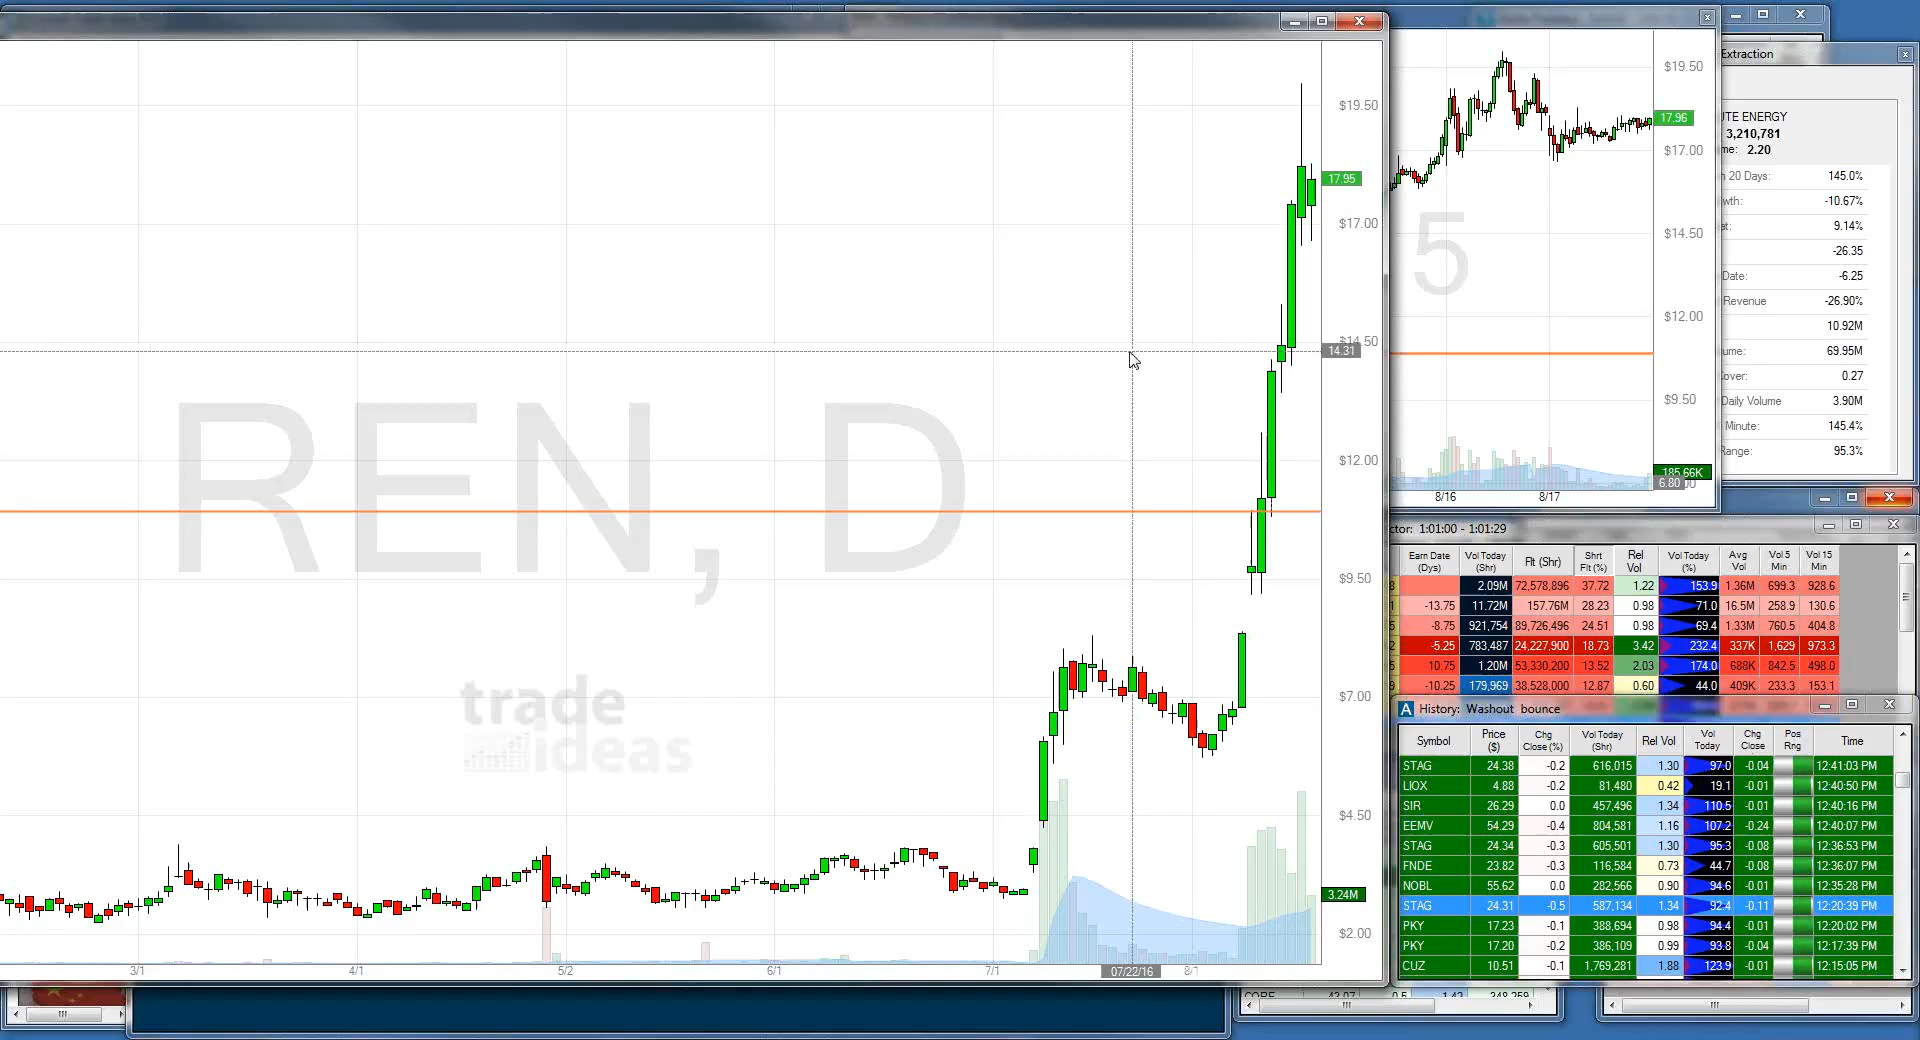 $19.50
17.95
$17.00
$14.50
14.31
$12.00
$9.50
$7.00
$4.50
3.24M
$2.00
REN, D
trade
ideas
3/1 4/1 5/2 6/1 7/1 07/22/16 8/1
$19.50
17.96
$17.00
$14.50
5
$12.00
$9.50
185.66K
6.80
8/16 8/17
Extraction
UTE ENERGY
3,210,781
me: 2.20
n 20 Days: 145.0%
wth: -10.67%
at: 9.14%
-26.35
Date: -6.25
Revenue -26.90%
10.92M
ume: 69.95M
Cover: 0.27
Daily Volume 3.90M
Minute: 145.4%
Range: 95.3%
ctor: 1:01:00 - 1:01:29
Earn Date (Dys) Vol Today (Shr) Flt (Shr) Shrt Flt (%) Rel Vol Vol Today (%) Avg Vol Vol 5 Min Vol 15 Min
2.09M 72,578,896 37.72 1.22 153.9 1.36M 699.3 928.6
-13.75 11.72M 157.76M 28.23 0.98 71.0 16.5M 258.9 130.6
-8.75 921,754 89,726,496 24.51 0.98 69.4 1.33M 760.5 404.8
-5.25 783,487 24,227,900 18.73 3.42 232.4 337K 1,629 973.3
10.75 1.20M 53,330,200 13.52 2.03 174.0 688K 842.5 498.0
-10.25 179,969 38,528,000 12.87 0.60 44.0 409K 233.3 153.1
A History: Washout bounce
Symbol Price ($) Chg Close (%) Vol Today (Shr) Rel Vol Vol Today Chg Close Pos Rng Time
STAG 24.38 -0.2 616,015 1.30 97.0 -0.04 12:41:03 PM
LIOX 4.88 -0.2 81,480 0.42 19.1 -0.01 12:40:50 PM
SIR 26.29 0.0 457,496 1.34 110.5 -0.01 12:40:16 PM
EEMV 54.29 -0.4 804,581 1.16 107.2 -0.24 12:40:07 PM
STAG 24.34 -0.3 605,501 1.30 95.3 -0.08 12:36:53 PM
FNDE 23.82 -0.3 116,584 0.73 44.7 -0.08 12:36:07 PM
NOBL 55.62 0.0 282,566 0.90 94.6 -0.01 12:35:28 PM
STAG 24.31 -0.5 587,134 1.34 92.4 -0.11 12:20:39 PM
PKY 17.23 -0.1 388,694 0.98 94.4 -0.01 12:20:02 PM
PKY 17.20 -0.2 386,109 0.99 93.8 -0.04 12:17:39 PM
CUZ 10.51 -0.1 1,769,281 1.88 123.9 -0.01 12:15:05 PM